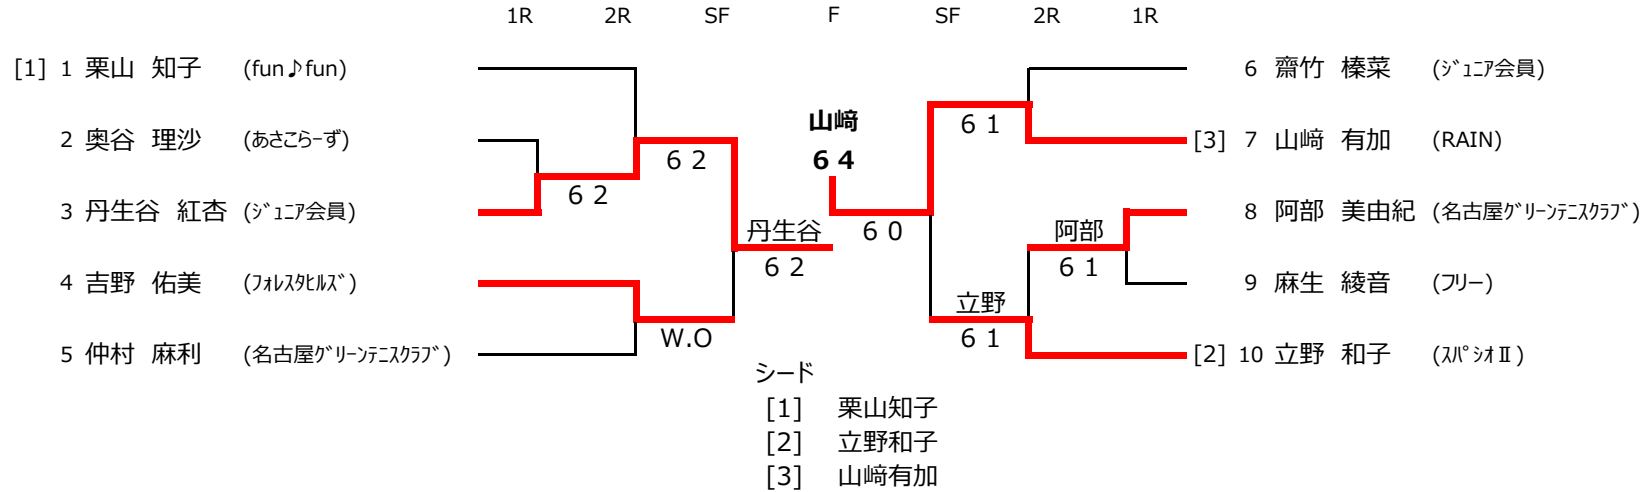 1R 2R SF F SF 2R 1R
[1] 1 栗山 知子 (fun♪fun)
2 奥谷 理沙 (あさこらーず)
3 丹生谷 紅杏 (ｼﾞｭﾆｱ会員)
4 吉野 佑美 (ﾌｫﾚｽﾀﾋﾙｽﾞ)
5 仲村 麻利 (名古屋ｸﾞﾘｰﾝﾃﾆｽｸﾗﾌﾞ)
6 2
6 2
W.O
丹生谷
6 2
山﨑
6 4
6 0
6 1
立野
6 1
阿部
6 1
6 齋竹 榛菜 (ｼﾞｭﾆｱ会員)
[3] 7 山﨑 有加 (RAIN)
8 阿部 美由紀 (名古屋ｸﾞﾘｰﾝﾃﾆｽｸﾗﾌﾞ)
9 麻生 綾音 (ﾌﾘｰ)
[2] 10 立野 和子 (ｽﾊﾟｼｵⅡ)
シード
[1] 栗山知子
[2] 立野和子
[3] 山﨑有加